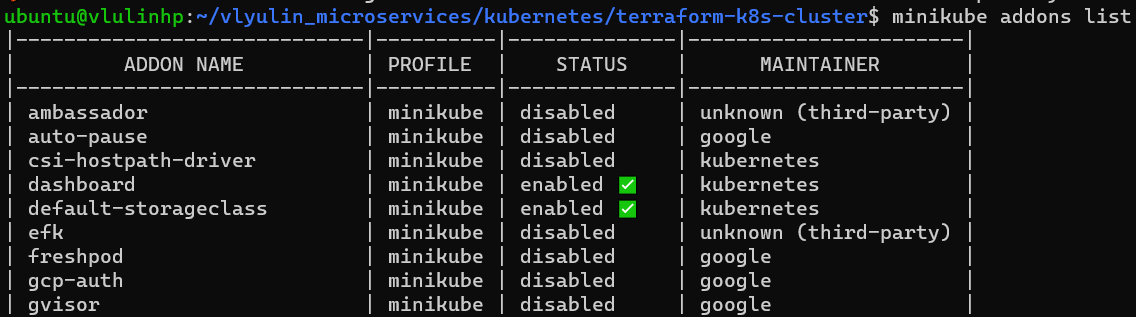 ubuntu@vlulinhp:~/vlyulin_microservices/kubernetes/terraform-k8s-cluster$ minikube addons list
|-----------------------------|----------|--------------|-----------------------|
|         ADDON NAME          | PROFILE  |    STATUS    |      MAINTAINER       |
|-----------------------------|----------|--------------|-----------------------|
| ambassador                  | minikube | disabled     | unknown (third-party) |
| auto-pause                  | minikube | disabled     | google                |
| csi-hostpath-driver         | minikube | disabled     | kubernetes            |
| dashboard                   | minikube | enabled ✅   | kubernetes            |
| default-storageclass        | minikube | enabled ✅   | kubernetes            |
| efk                         | minikube | disabled     | unknown (third-party) |
| freshpod                    | minikube | disabled     | google                |
| gcp-auth                    | minikube | disabled     | google                |
| gvisor                      | minikube | disabled     | google                |